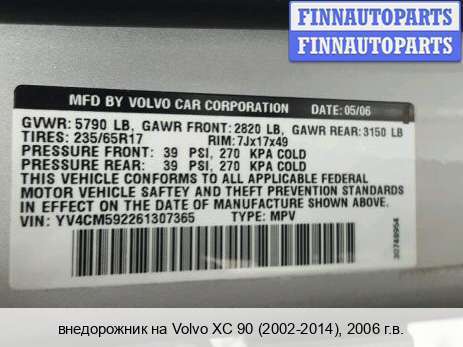 FINNAUTOPARTS
FINNAUTOPARTS
MFD BY VOLVO CAR CORPORATION DATE: 05/06
GVWR: 5790 LB, GAWR FRONT: 2820 LB, GAWR REAR: 3150 LB
TIRES: 235/65R17 RIM: 7Jx17x49
PRESSURE FRONT: 39 PSI, 270 KPA COLD
PRESSURE REAR: 39 PSI, 270 KPA COLD
THIS VEHICLE CONFORMS TO ALL APPLICABLE FEDERAL
MOTOR VEHICLE SAFTEY AND THEFT PREVENTION STANDARDS
IN EFFECT ON THE DATE OF MANUFACTURE SHOWN ABOVE.
VIN: YV4CM592261307365 TYPE: MPV
30748954
внедорожник на Volvo XC 90 (2002-2014), 2006 г.в.